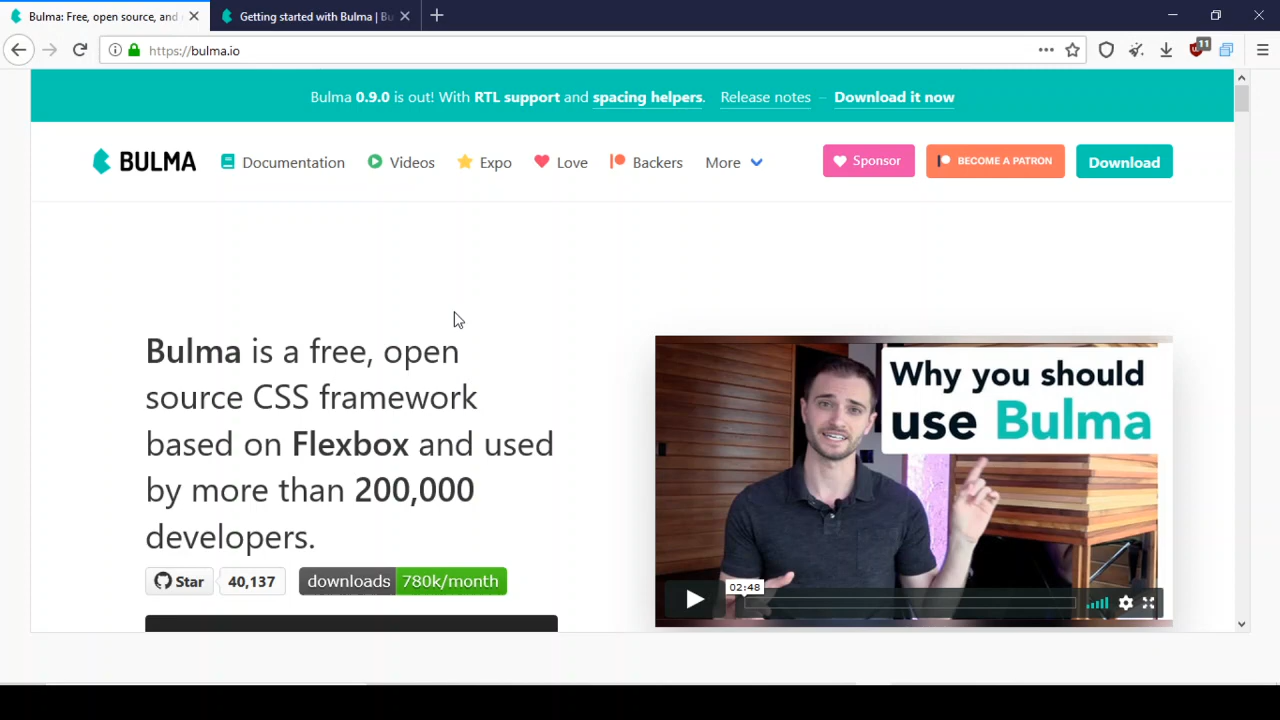 Bulma: Free, open source, and
Getting started with Bulma | Bu
https://bulma.io
11
Bulma 0.9.0 is out! With RTL support and spacing helpers. Release notes – Download it now
BULMA
Documentation
Videos
Expo
Love
Backers
More
Sponsor
BECOME A PATRON
Download
Bulma is a free, open
source CSS framework
based on Flexbox and used
by more than 200,000
developers.
Star
40,137
downloads 780k/month
Why you should
use Bulma
02:48